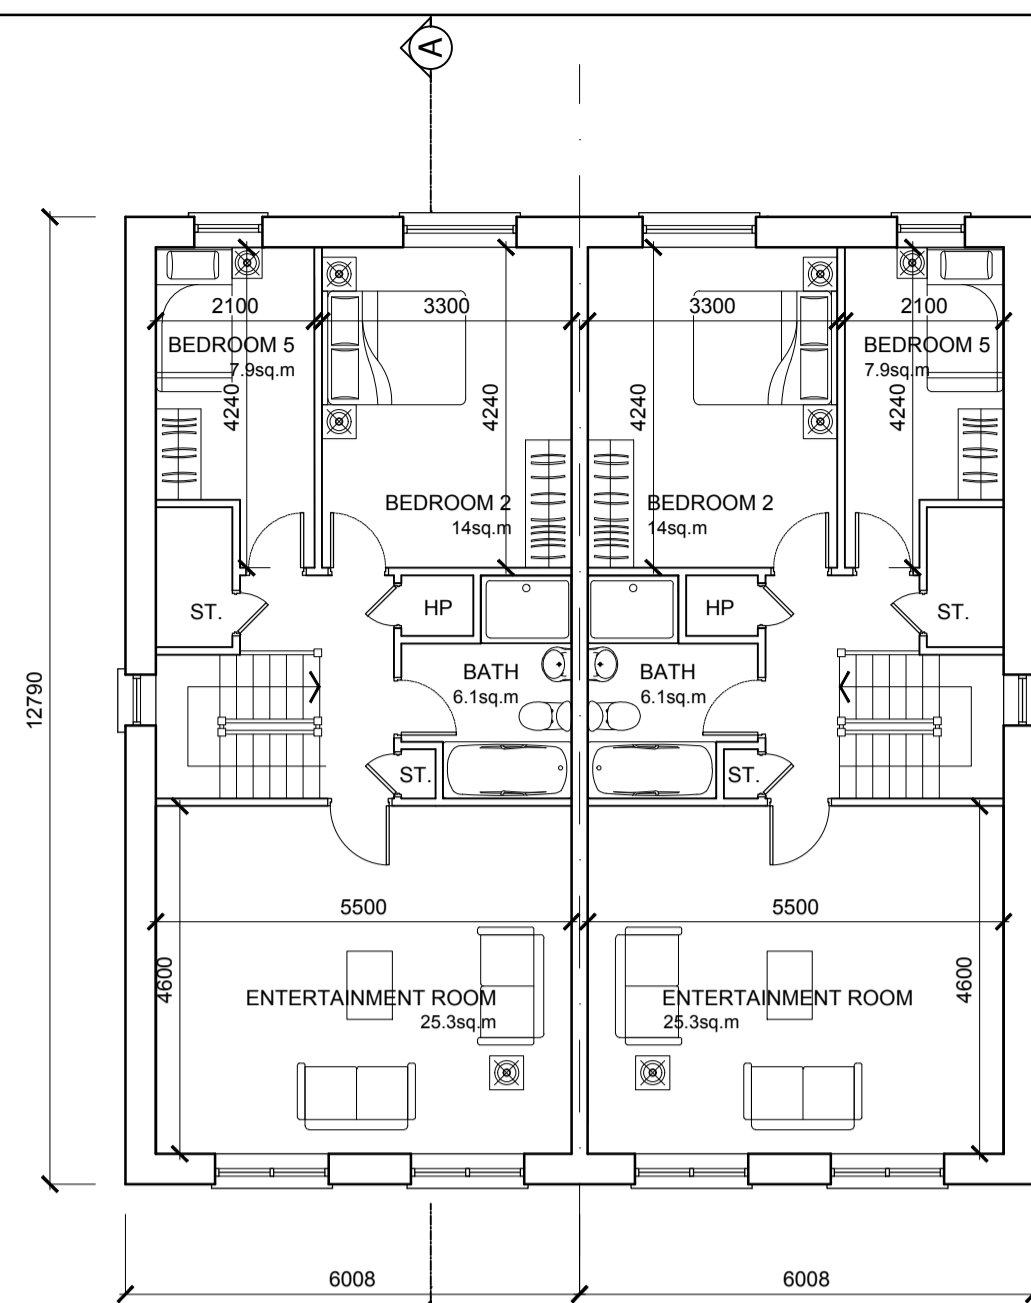 A
2100
3300
3300
2100
BEDROOM 5
7.9sq.m
BEDROOM 5
7.9sq.m
4240
4240
4240
4240
BEDROOM 2
14sq.m
BEDROOM 2
14sq.m
ST.
HP
HP
ST.
BATH
6.1sq.m
BATH
6.1sq.m
12790
ST.
ST.
5500
5500
4600
4600
ENTERTAINMENT ROOM
25.3sq.m
ENTERTAINMENT ROOM
25.3sq.m
6008
6008